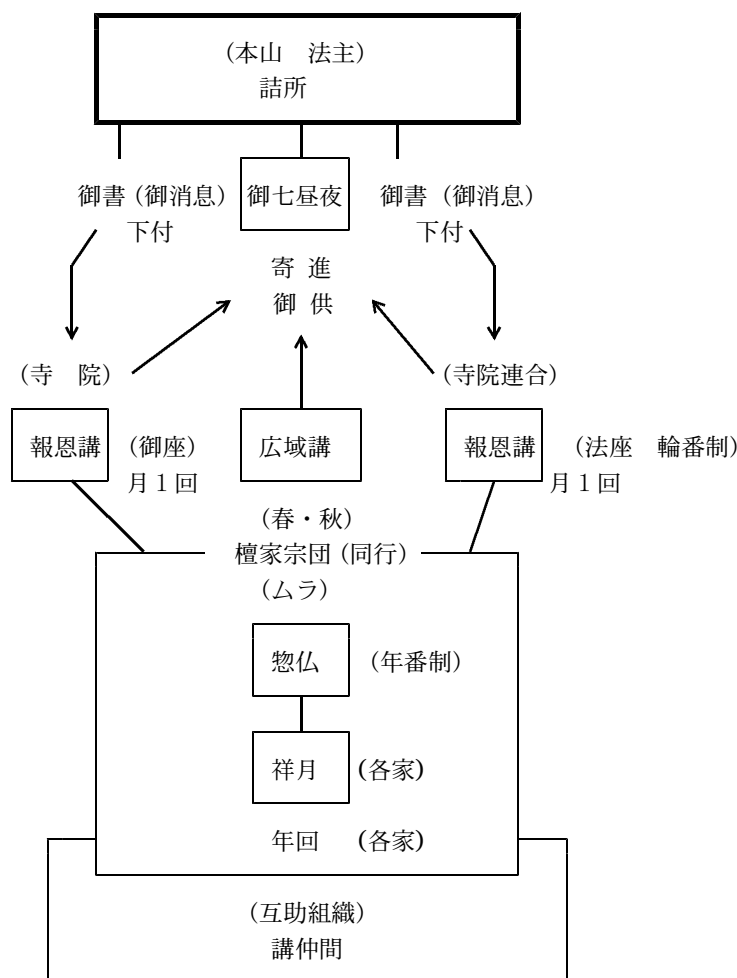 (本山　法主)
詰所
御書(御消息)　御七昼夜　御書 (御消息)
下付　下付
寄 進
御 供
(寺　院)　(寺院連合)
報恩講　(御座)　広域講　報恩講　(法座　輪番制)
月1回　月1回
(春・秋)
檀家宗団(同行)
(ムラ)
惣仏　(年番制)
祥月　(各家)
年回　(各家)
(互助組織)
講仲間